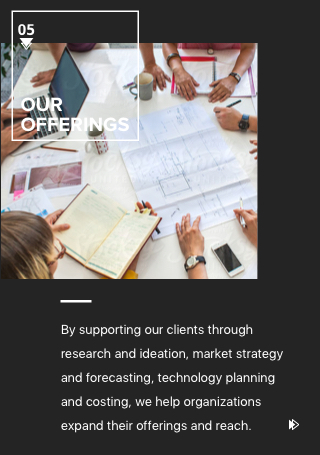 05
OUR
OFFERINGS
By supporting our clients through
research and ideation, market strategy
and forecasting, technology planning
and costing, we help organizations
expand their offerings and reach.